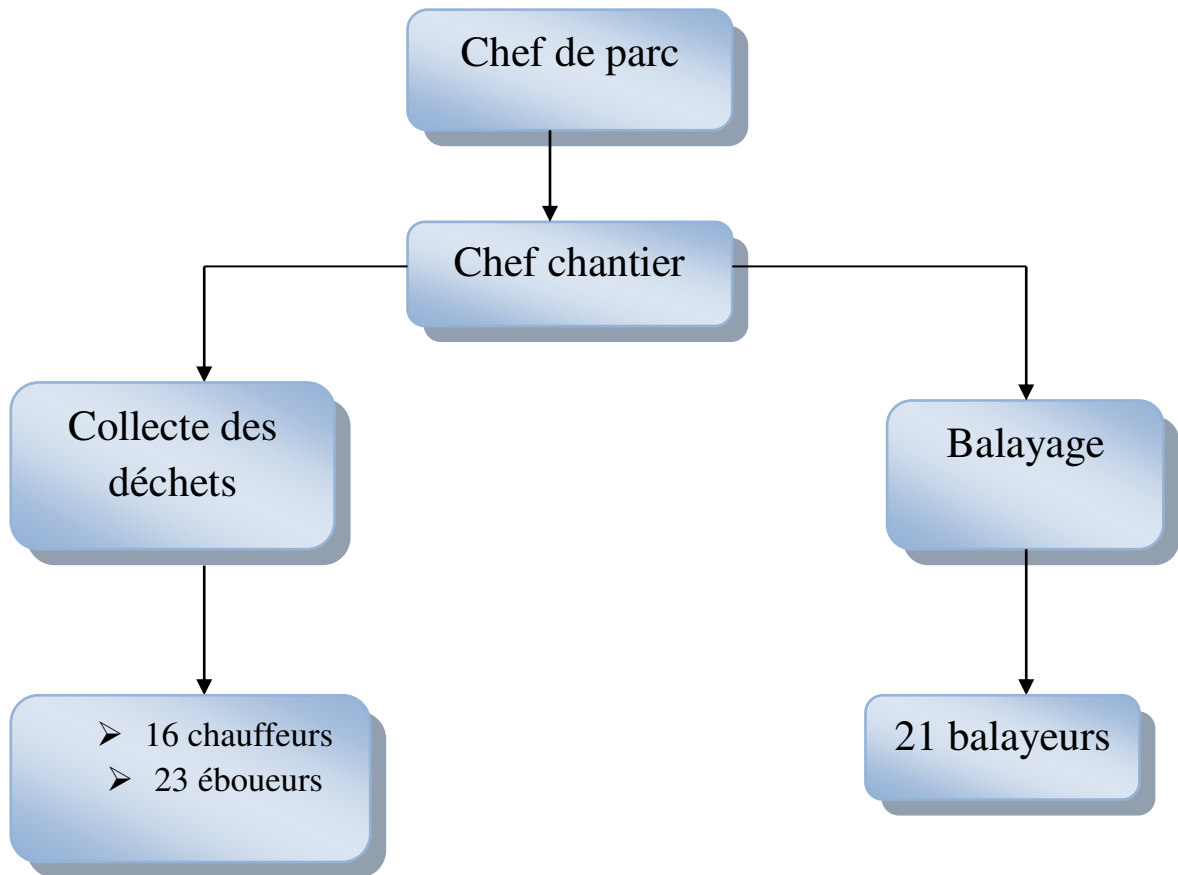 Chef de parc
Chef chantier
Collecte des
déchets
Balayage
➢ 16 chauffeurs
➢ 23 éboueurs
21 balayeurs